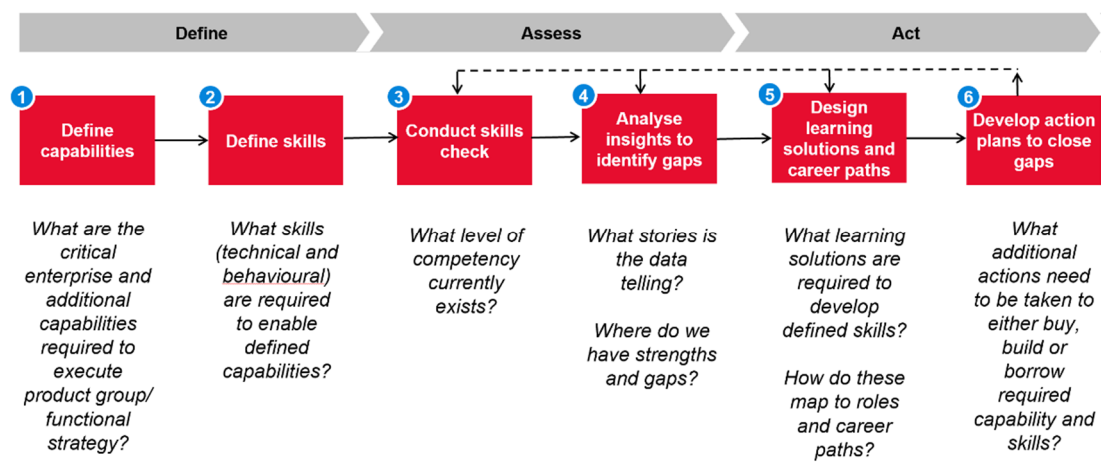 Define
Assess
Act
1
Define
capabilities
2
Define skills
3
Conduct skills
check
4
Analyse
insights to
identify gaps
5
Design
learning
solutions and
career paths
6
Develop action
plans to close
gaps
What are the
critical
enterprise and
additional
capabilities
required to
execute
product group/
functional
strategy?
What skills
(technical and
behavioural)
are required
to enable
defined
capabilities?
What level of
competency
currently
exists?
What stories is
the data
telling?
Where do we
have strengths
and gaps?
What learning
solutions are
required to
develop
defined skills?
How do these
map to roles
and career
paths?
What
additional
actions need
to be taken to
either buy,
build or
borrow
required
capability and
skills?